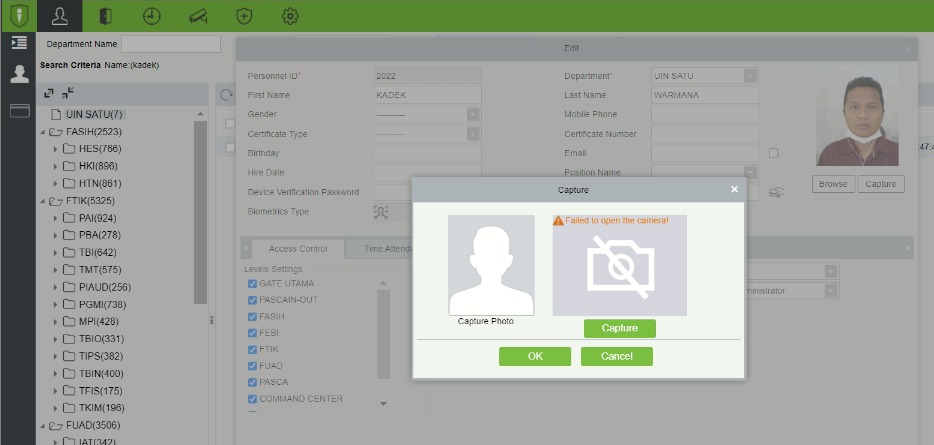 Department Name
Search Criteria Name:(kadek)
UIN SATU(7)
FASIH(2523)
HES(766)
HKI(896)
HTN(861)
FTIK(5325)
PAI(924)
PBA(278)
TBI(642)
TMT(575)
PIAUD(256)
PGMI(738)
MPI(428)
TBIO(331)
TIPS(382)
TBIN(400)
TFIS(175)
TKIM(196)
FUAD(3506)
IAT(342)
Edit
Personnel ID* 2022 Department* UIN SATU
First Name KADEK Last Name WARMANA
Gender ---------- Mobile Phone
Certificate Type ---------- Certificate Number
Birthday Email
Hire Date Position Name
Device Verification Password
Biometrics Type
Browse Capture
47.4
Access Control Time Attenda
Levels Settings
GATE UTAMA
PASCAIN-OUT
FASIH
FEBI
FTIK
FUAD
PASCA
COMMAND CENTER
ministrator
Capture
Failed to open the camera!
Capture Photo
Capture
OK Cancel